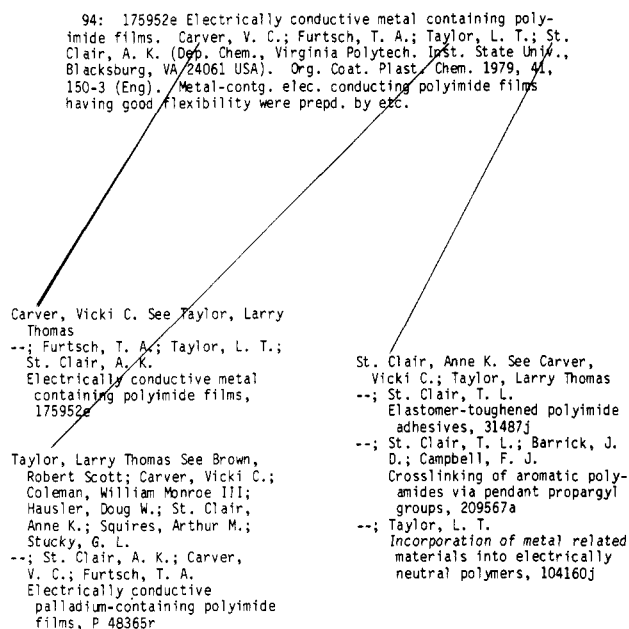 94: 175952e Electrically conductive metal containing poly-
imide films. Carver, V. C.; Furtsch, T. A.; Taylor, L. T.; St.
Clair, A. K. (Dep. Chem., Virginia Polytech. Inst. State Univ.,
Blacksburg, VA 24061 USA). Org. Coat. Plast. Chem. 1979, 41,
150-3 (Eng). Metal-contg. elec. conducting polyimide films
having good flexibility were prepd. by etc.
Carver, Vicki C. See Taylor, Larry
Thomas
--; Furtsch, T. A.; Taylor, L. T.;
St. Clair, A. K.
Electrically conductive metal
containing polyimide films,
175952e
Taylor, Larry Thomas See Brown,
Robert Scott; Carver, Vicki C.;
Coleman, William Monroe III;
Hausler, Doug W.; St. Clair,
Anne K.; Squires, Arthur M.;
Stucky, G. L.
--; St. Clair, A. K.; Carver,
V. C.; Furtsch, T. A.
Electrically conductive
palladium-containing polyimide
films, P 48365r
St. Clair, Anne K. See Carver,
Vicki C.; Taylor, Larry Thomas
--; St. Clair, T. L.
Elastomer-toughened polyimide
adhesives, 31487j
--; St. Clair, T. L.; Barrick, J.
D.; Campbell, F. J.
Crosslinking of aromatic poly-
amides via pendant propargyl
groups, 209567a
--; Taylor, L. T.
Incorporation of metal related
materials into electrically
neutral polymers, 104160j